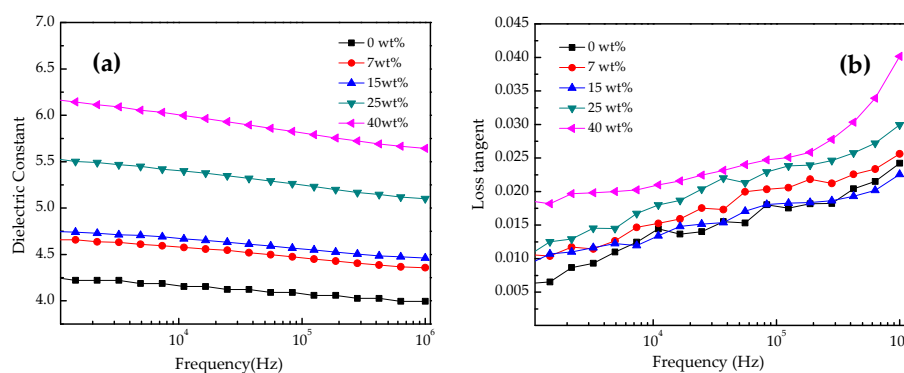 7.0
6.5
6.0
5.5
5.0
4.5
4.0
Dielectric Constant
(a)
0 wt%
7wt%
15wt%
25wt%
40wt%
10^4
10^5
10^6
Frequency(Hz)
0.045
0.040
0.035
0.030
0.025
0.020
0.015
0.010
0.005
Loss tangent
(b)
0 wt%
7 wt%
15 wt%
25 wt%
40 wt%
10^4
10^5
10^6
Frequency (Hz)